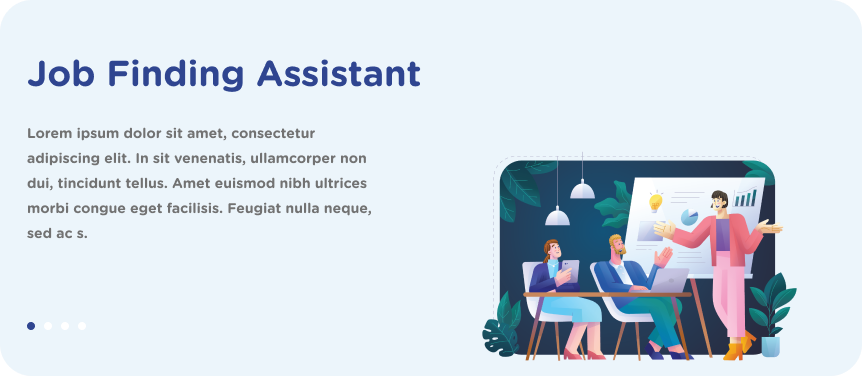 Job Finding Assistant
Lorem ipsum dolor sit amet, consectetur
adipiscing elit. In sit venenatis, ullamcorper non
dui, tincidunt tellus. Amet euismod nibh ultrices
morbi congue eget facilisis. Feugiat nulla neque,
sed ac s.